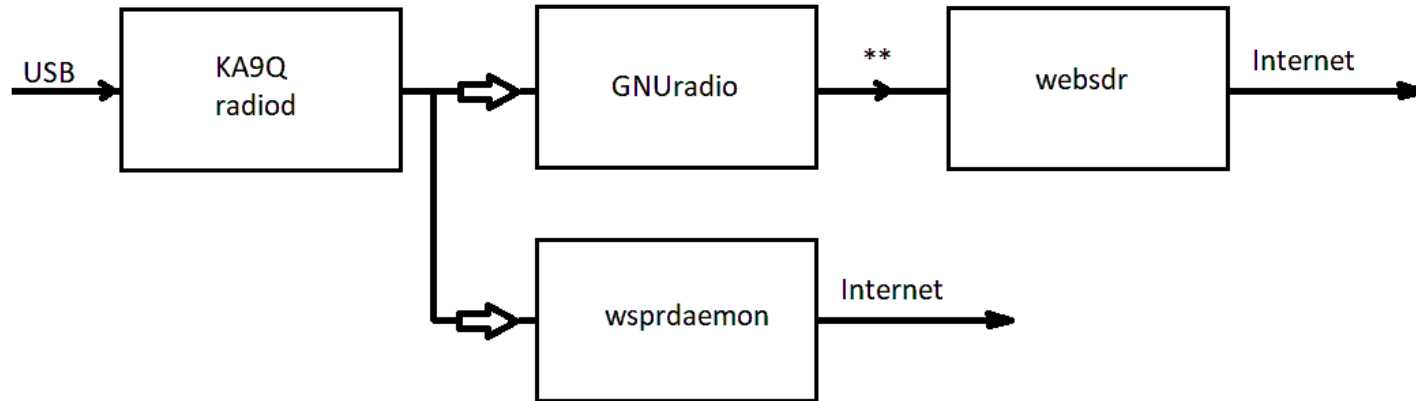 USB
KA9Q
radiod
GNUradio
**
websdr
Internet
wsprdaemon
Internet